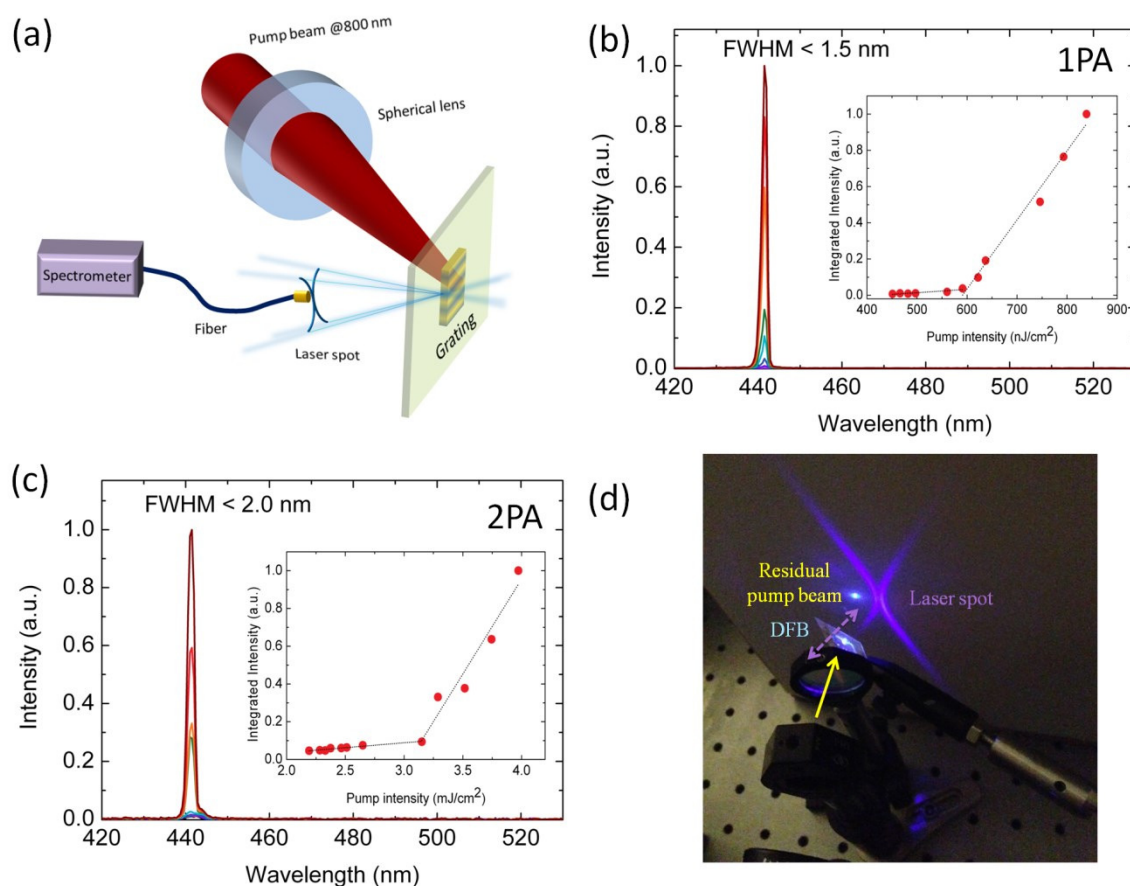 (a)
Pump beam @800 nm
Spherical lens
Spectrometer
Fiber
Laser spot
Grating
(b)
FWHM < 1.5 nm
1PA
Intensity (a.u.)
1.0
0.8
0.6
0.4
0.2
0.0
420 440 460 480 500 520
Wavelength (nm)
Integrated Intensity (a.u.)
1.0
0.8
0.6
0.4
0.2
0.0
400 500 600 700 800 900
Pump intensity (nJ/cm²)
(c)
FWHM < 2.0 nm
2PA
Intensity (a.u.)
1.0
0.8
0.6
0.4
0.2
0.0
420 440 460 480 500 520
Wavelength (nm)
Integrated Intensity (a.u.)
1.0
0.8
0.6
0.4
0.2
0.0
2.0 2.5 3.0 3.5 4.0
Pump intensity (mJ/cm²)
(d)
Residual
pump beam
Laser spot
DFB